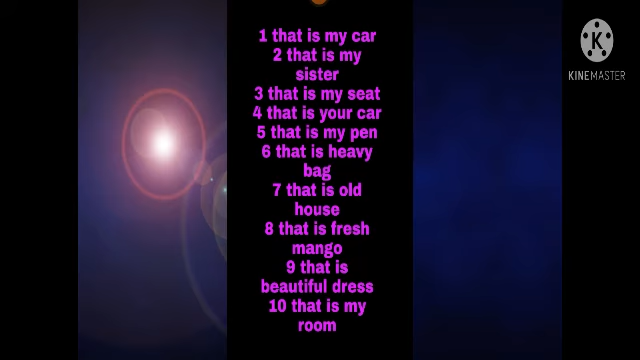 1 that is my car
2 that is my
sister
3 that is my seat
4 that is your car
5 that is my pen
6 that is heavy
bag
7 that is old
house
8 that is fresh
mango
9 that is
beautiful dress
10 that is my
room
K
KINEMASTER